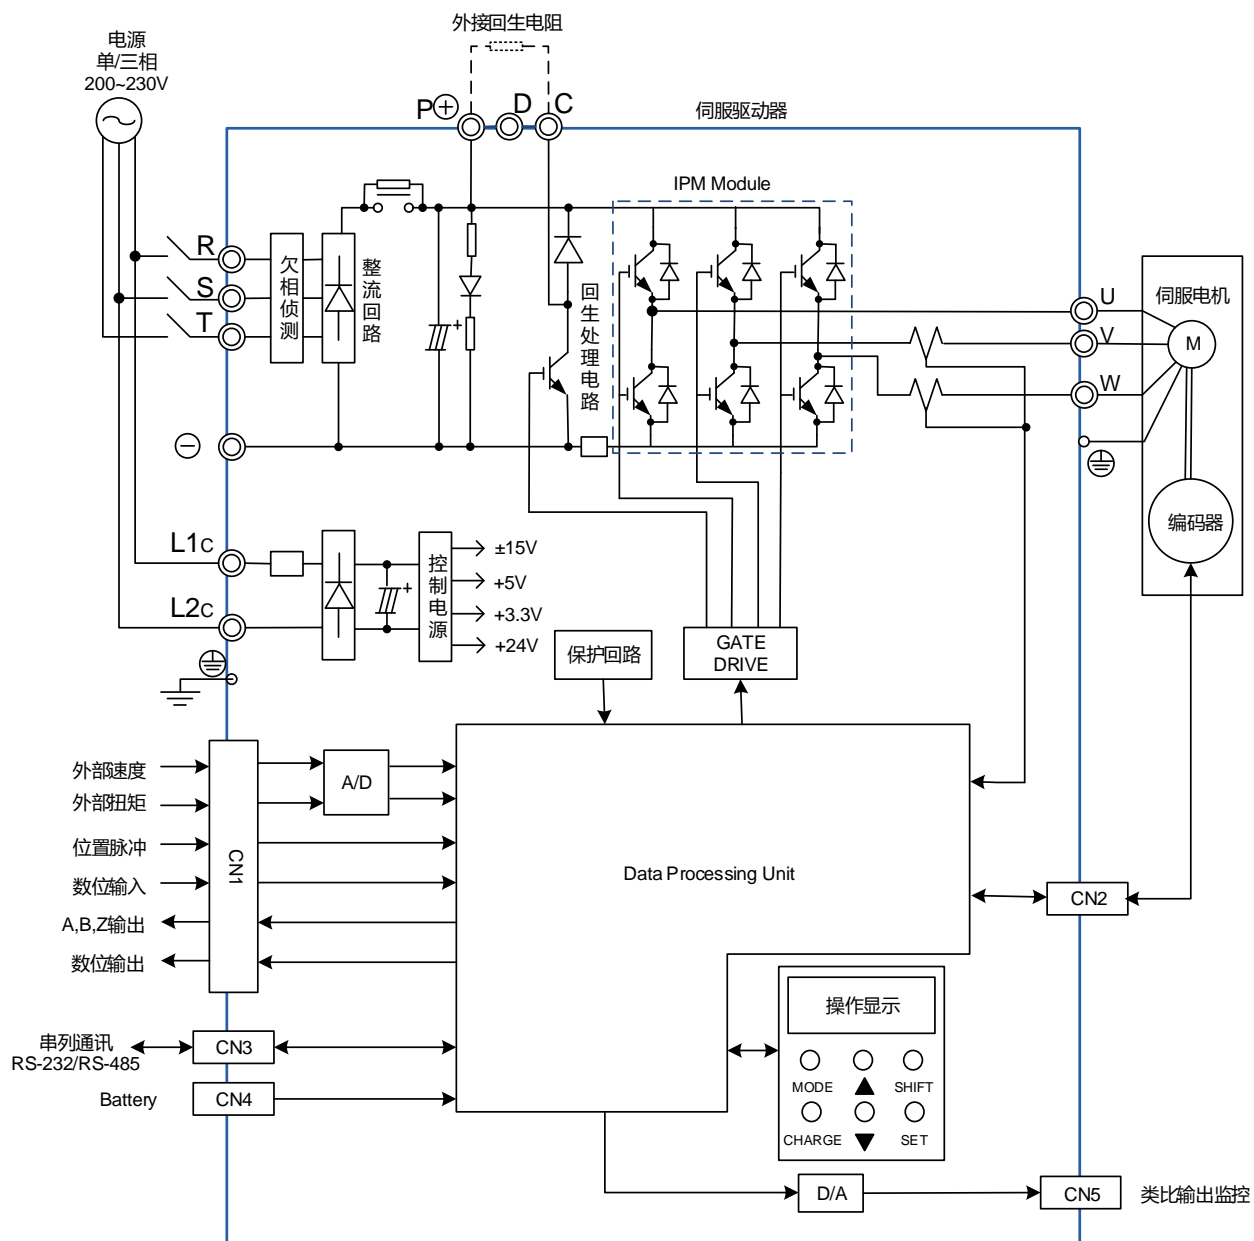 外接回生电阻
电源
单/三相
200~230V
P
D
C
伺服驱动器
IPM Module
R
S
T
欠相侦测
整流回路
回生处理电路
U
V
W
伺服电机
M
编码器
L1C
L2C
控制电源
±15V
+5V
+3.3V
+24V
保护回路
GATE
DRIVE
外部速度
外部扭矩
位置脉冲
数位输入
A,B,Z输出
数位输出
CN1
A/D
Data Processing Unit
CN2
操作显示
MODE
SHIFT
CHARGE
SET
串列通讯
RS-232/RS-485
CN3
Battery
CN4
D/A
CN5
类比输出监控